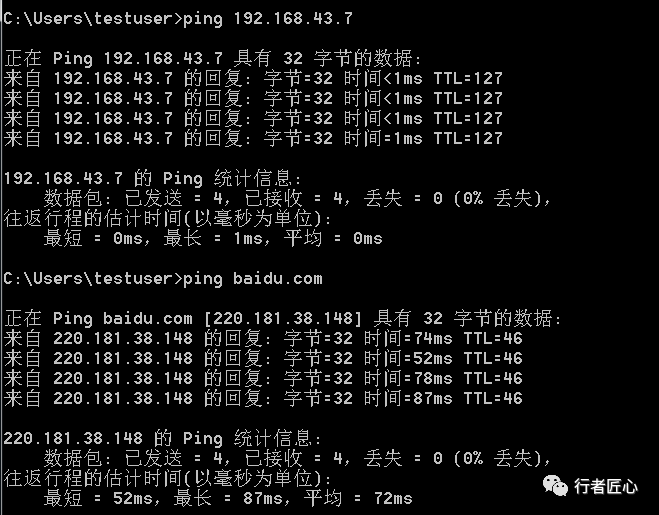 C:\Users\testuser>ping 192.168.43.7
正在 Ping 192.168.43.7 具有 32 字节的数据:
来自 192.168.43.7 的回复: 字节=32 时间<1ms TTL=127
来自 192.168.43.7 的回复: 字节=32 时间<1ms TTL=127
来自 192.168.43.7 的回复: 字节=32 时间<1ms TTL=127
来自 192.168.43.7 的回复: 字节=32 时间=1ms TTL=127
192.168.43.7 的 Ping 统计信息:
数据包: 已发送 = 4，已接收 = 4，丢失 = 0 (0% 丢失)，
往返行程的估计时间(以毫秒为单位):
最短 = 0ms，最长 = 1ms，平均 = 0ms
C:\Users\testuser>ping baidu.com
正在 Ping baidu.com [220.181.38.148] 具有 32 字节的数据:
来自 220.181.38.148 的回复: 字节=32 时间=74ms TTL=46
来自 220.181.38.148 的回复: 字节=32 时间=52ms TTL=46
来自 220.181.38.148 的回复: 字节=32 时间=78ms TTL=46
来自 220.181.38.148 的回复: 字节=32 时间=87ms TTL=46
220.181.38.148 的 Ping 统计信息:
数据包: 已发送 = 4，已接收 = 4，丢失 = 0 (0% 丢失)，
往返行程的估计时间(以毫秒为单位):
最短 = 52ms，最长 = 87ms，平均 = 72ms
行者匠心